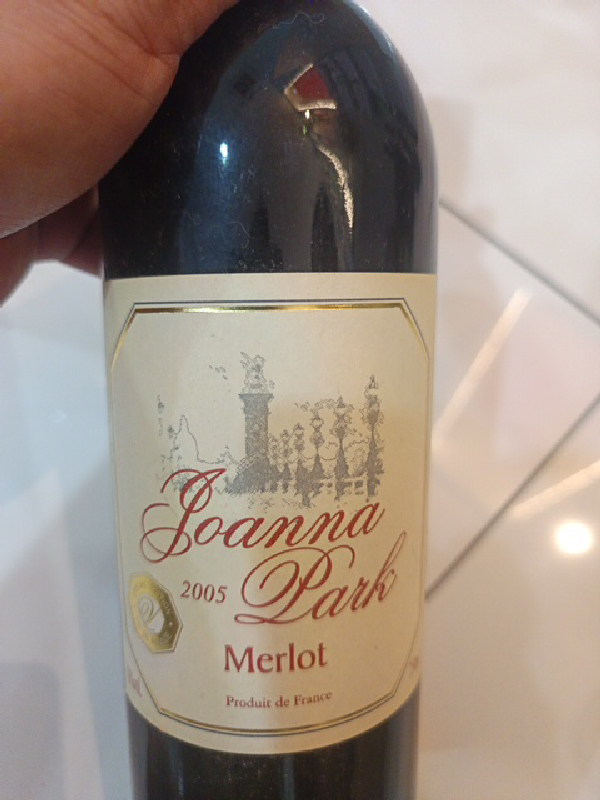 Joanna
2005 Park
Merlot
Produit de France